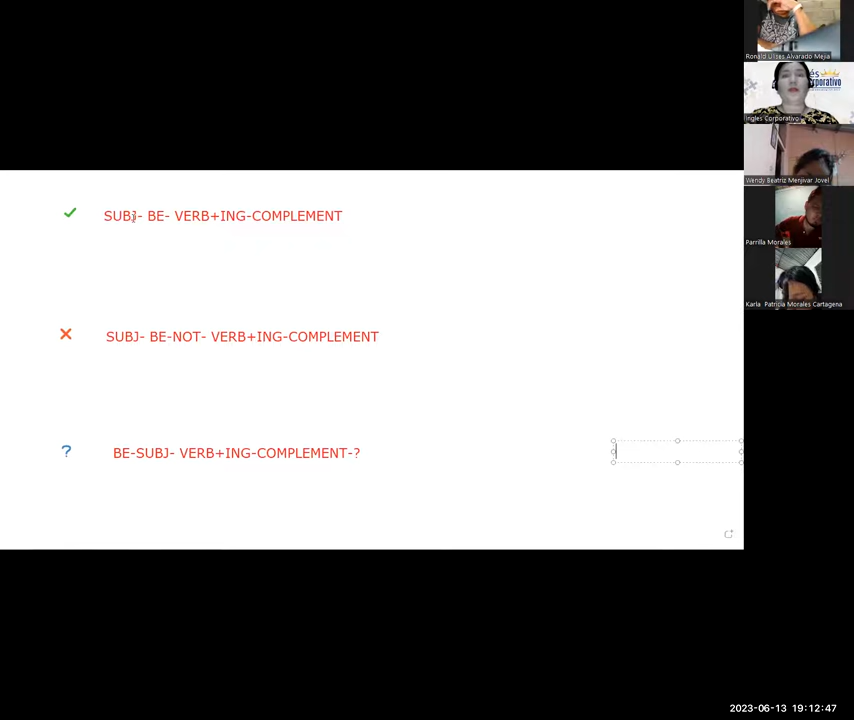 Ronald Ulises Alvarado Mejia
Ingles Corporativo
Wendy Beatriz Menjivar Jovel
Parrilla Morales
Karla Patricia Morales Cartagena
SUBJ- BE- VERB+ING-COMPLEMENT
SUBJ- BE-NOT- VERB+ING-COMPLEMENT
?
BE-SUBJ- VERB+ING-COMPLEMENT-?
2023-06-13 19:12:47